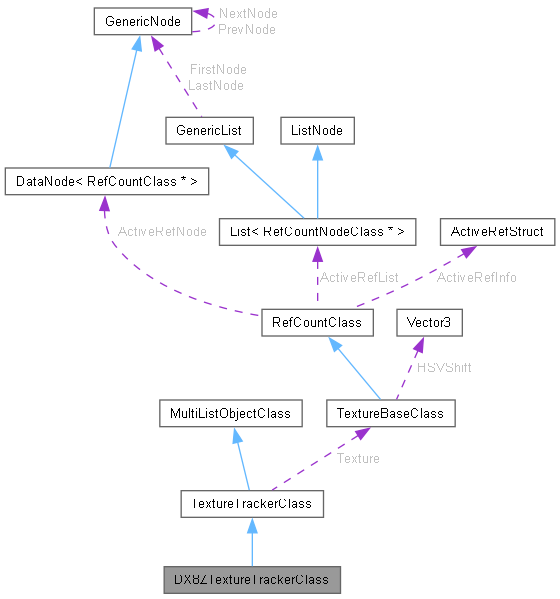 NextNode
GenericNode
PrevNode
FirstNode
LastNode
GenericList
ListNode
DataNode< RefCountClass * >
ActiveRefNode
List< RefCountNodeClass * >
ActiveRefStruct
ActiveRefList
ActiveRefInfo
RefCountClass
Vector3
HSVShift
MultiListObjectClass
TextureBaseClass
Texture
TextureTrackerClass
DX8ZTextureTrackerClass